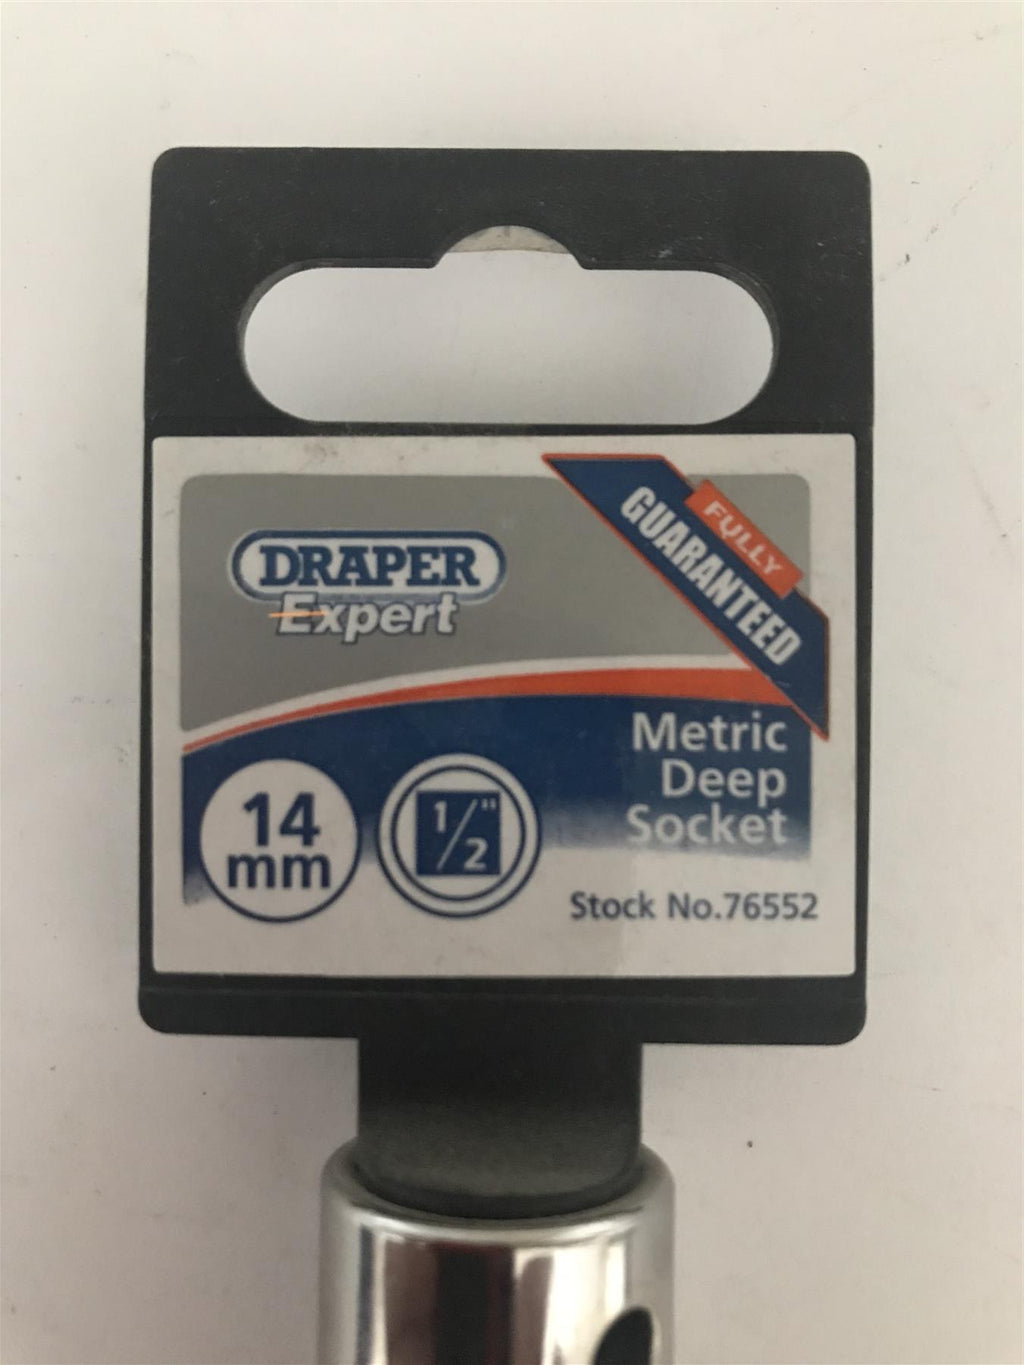 DRAPER
Expert
FULLY
GUARANTEED
Metric
Deep
Socket
14
mm
1/2"
Stock No.76552